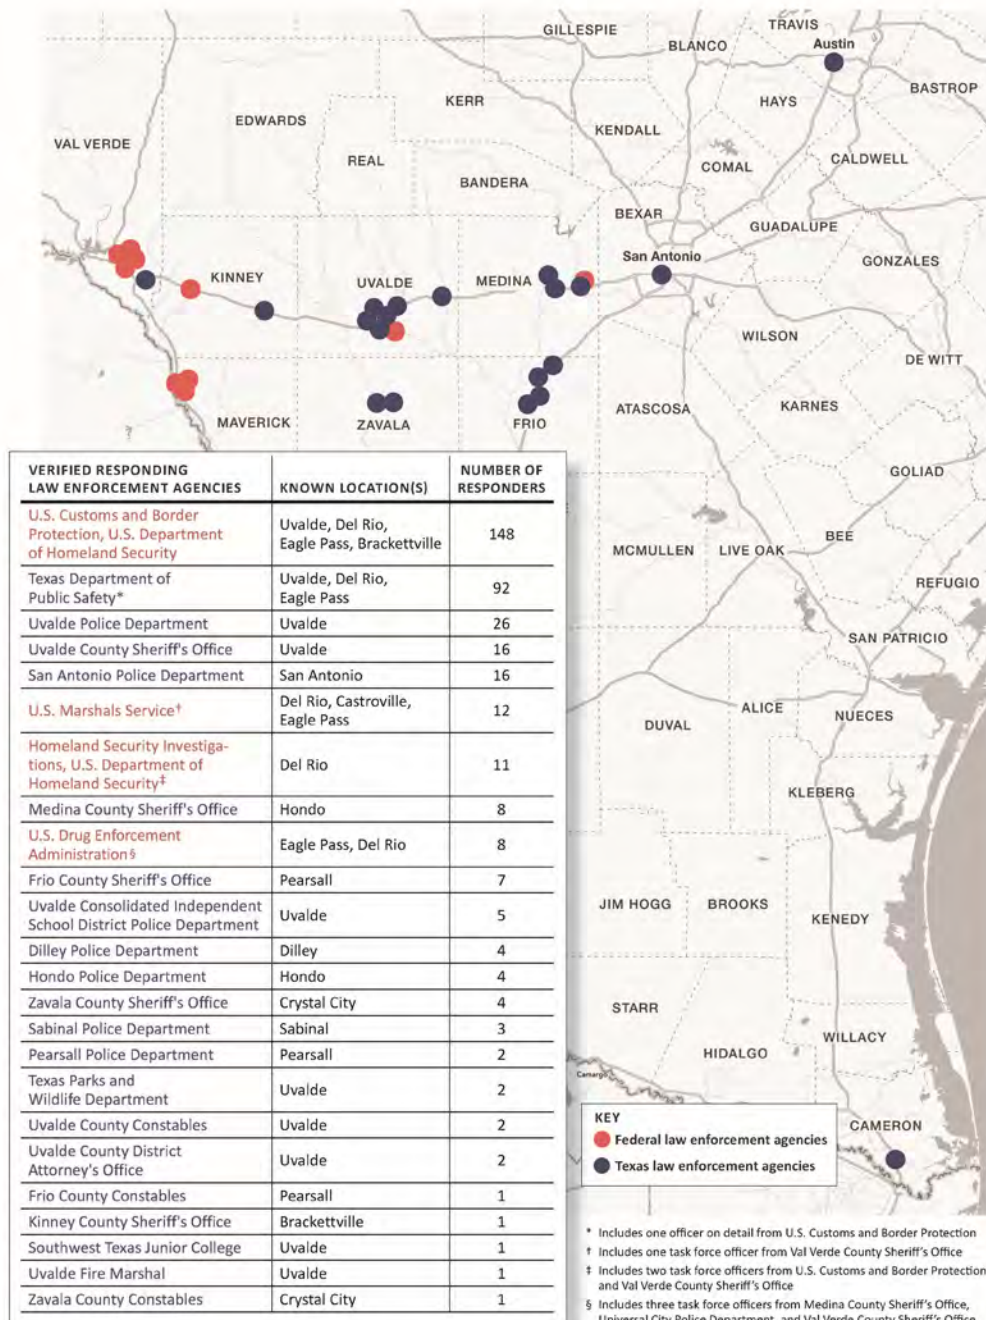 TRAVIS
GILLESPIE
BLANCO
Austin
BASTROP
KERR
HAYS
EDWARDS
KENDALL
VAL VERDE
REAL
COMAL
CALDWELL
BANDERA
BEXAR
GUADALUPE
San Antonio
GONZALES
KINNEY
UVALDE
MEDINA
WILSON
DE WITT
ATASCOSA
KARNES
MAVERICK
ZAVALA
FRIO
GOLIAD
BEE
MCMULLEN
LIVE OAK
REFUGIO
SAN PATRICIO
ALICE
NUECES
DUVAL
KLEBERG
JIM HOGG
BROOKS
KENEDY
STARR
WILLACY
HIDALGO
Camargo
CAMERON
VERIFIED RESPONDING
LAW ENFORCEMENT AGENCIES
KNOWN LOCATION(S)
NUMBER OF
RESPONDERS
U.S. Customs and Border
Protection, U.S. Department
of Homeland Security
Uvalde, Del Rio,
Eagle Pass, Brackettville
148
Texas Department of
Public Safety*
Uvalde, Del Rio,
Eagle Pass
92
Uvalde Police Department Uvalde 26
Uvalde County Sheriff's Office Uvalde 16
San Antonio Police Department San Antonio 16
U.S. Marshals Service†
Del Rio, Castroville,
Eagle Pass
12
Homeland Security Investiga-
tions, U.S. Department of
Homeland Security‡
Del Rio
11
Medina County Sheriff's Office Hondo 8
U.S. Drug Enforcement
Administration§
Eagle Pass, Del Rio
8
Frio County Sheriff's Office Pearsall 7
Uvalde Consolidated Independent
School District Police Department
Uvalde
5
Dilley Police Department Dilley 4
Hondo Police Department Hondo 4
Zavala County Sheriff's Office Crystal City 4
Sabinal Police Department Sabinal 3
Pearsall Police Department Pearsall 2
Texas Parks and
Wildlife Department
Uvalde
2
Uvalde County Constables Uvalde 2
Uvalde County District
Attorney's Office
Uvalde
2
Frio County Constables Pearsall 1
Kinney County Sheriff's Office Brackettville 1
Southwest Texas Junior College Uvalde 1
Uvalde Fire Marshal Uvalde 1
Zavala County Constables Crystal City 1
KEY
Federal law enforcement agencies
Texas law enforcement agencies
* Includes one officer on detail from U.S. Customs and Border Protection
† Includes one task force officer from Val Verde County Sheriff's Office
‡ Includes two task force officers from U.S. Customs and Border Protection
and Val Verde County Sheriff's Office
§ Includes three task force officers from Medina County Sheriff's Office,
Universal City Police Department, and Val Verde County Sheriff's Office